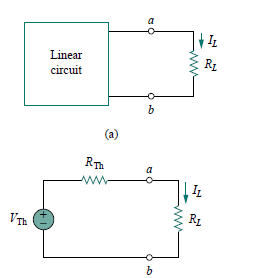 a
I_L
Linear
circuit
R_L
b
(a)
R_Th
a
I_L
V_Th
+
−
R_L
b